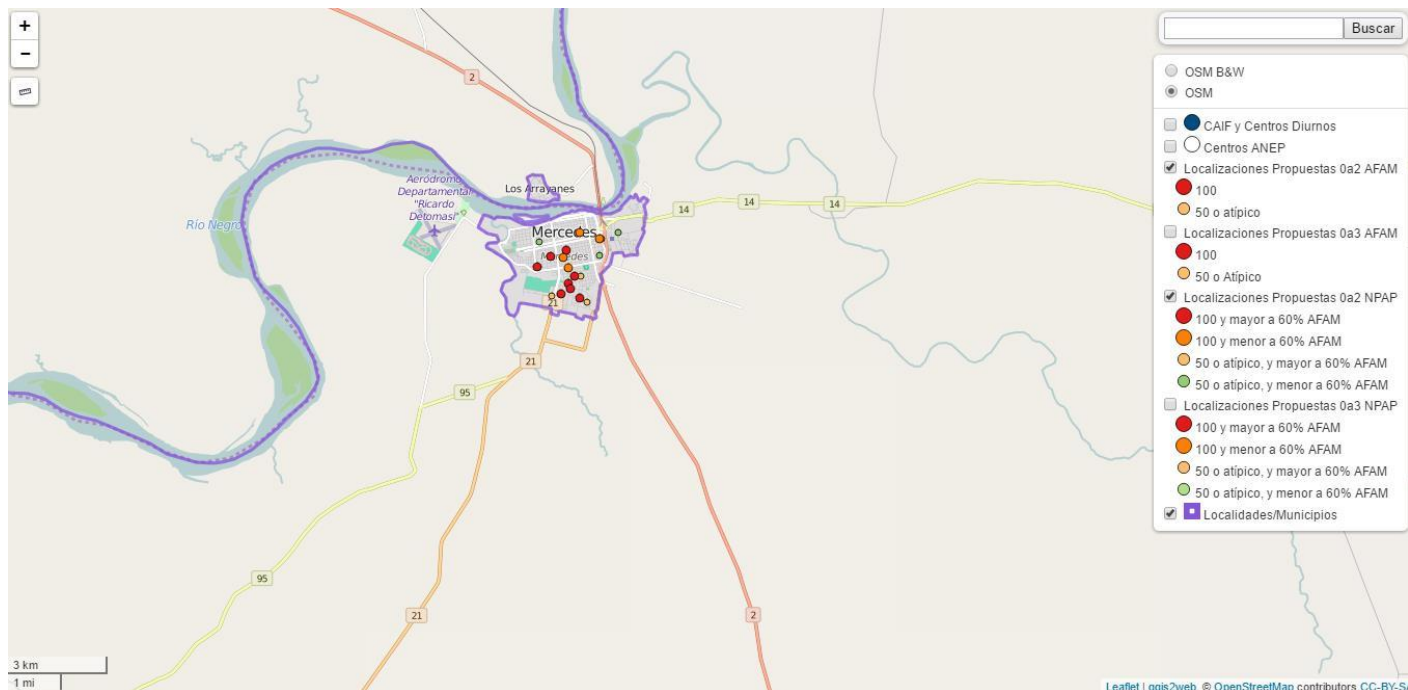 +
−
Buscar
OSM B&W
OSM
CAIF y Centros Diurnos
Centros ANEP
Localizaciones Propuestas 0a2 AFAM
100
50 o atípico
Localizaciones Propuestas 0a3 AFAM
100
50 o Atípico
Localizaciones Propuestas 0a2 NPAP
100 y mayor a 60% AFAM
100 y menor a 60% AFAM
50 o atípico, y mayor a 60% AFAM
50 o atípico, y menor a 60% AFAM
Localizaciones Propuestas 0a3 NPAP
100 y mayor a 60% AFAM
100 y menor a 60% AFAM
50 o atípico, y mayor a 60% AFAM
50 o atípico, y menor a 60% AFAM
Localidades/Municipios
2
Aeródromo
Departamental
"Ricardo
Detomasi"
Los Arrayanes
Río Negro
Mercedes
Mercedes
14
14
14
21
21
95
95
21
2
3 km
1 mi
Leaflet | qgis2web, © OpenStreetMap contributors CC-BY-SA